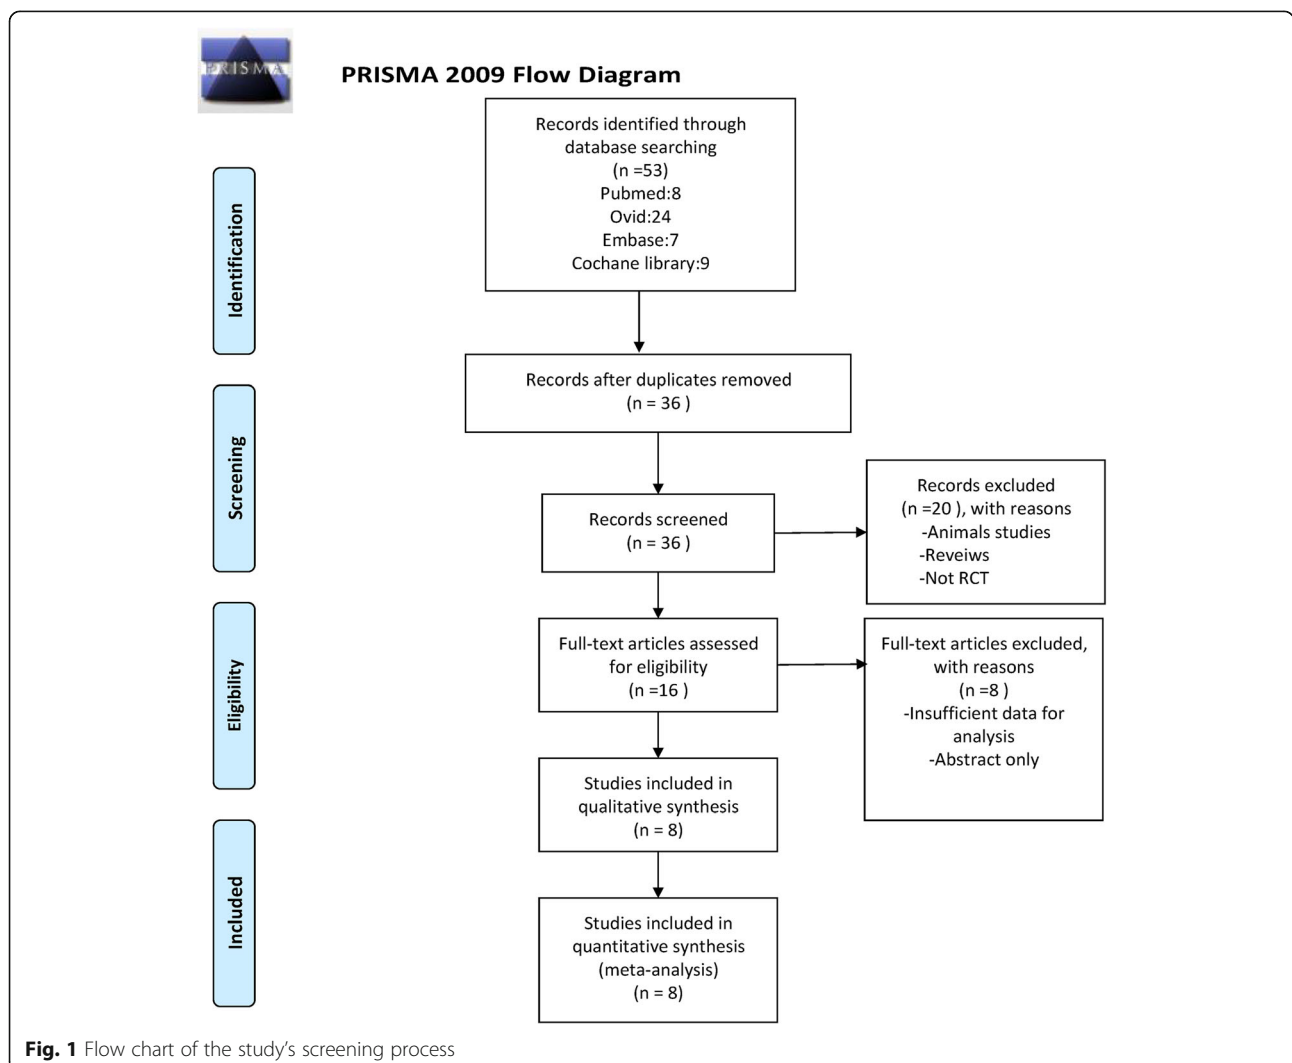 PRISMA
PRISMA 2009 Flow Diagram
Identification
Screening
Eligibility
Included
Records identified through
database searching
(n =53)
Pubmed:8
Ovid:24
Embase:7
Cochane library:9
Records after duplicates removed
(n = 36 )
Records screened
(n = 36 )
Records excluded
(n =20 ), with reasons
-Animals studies
-Reveiws
-Not RCT
Full-text articles assessed
for eligibility
(n =16 )
Full-text articles excluded,
with reasons
(n =8 )
-Insufficient data for
analysis
-Abstract only
Studies included in
qualitative synthesis
(n = 8)
Studies included in
quantitative synthesis
(meta-analysis)
(n = 8)
Fig. 1 Flow chart of the study's screening process